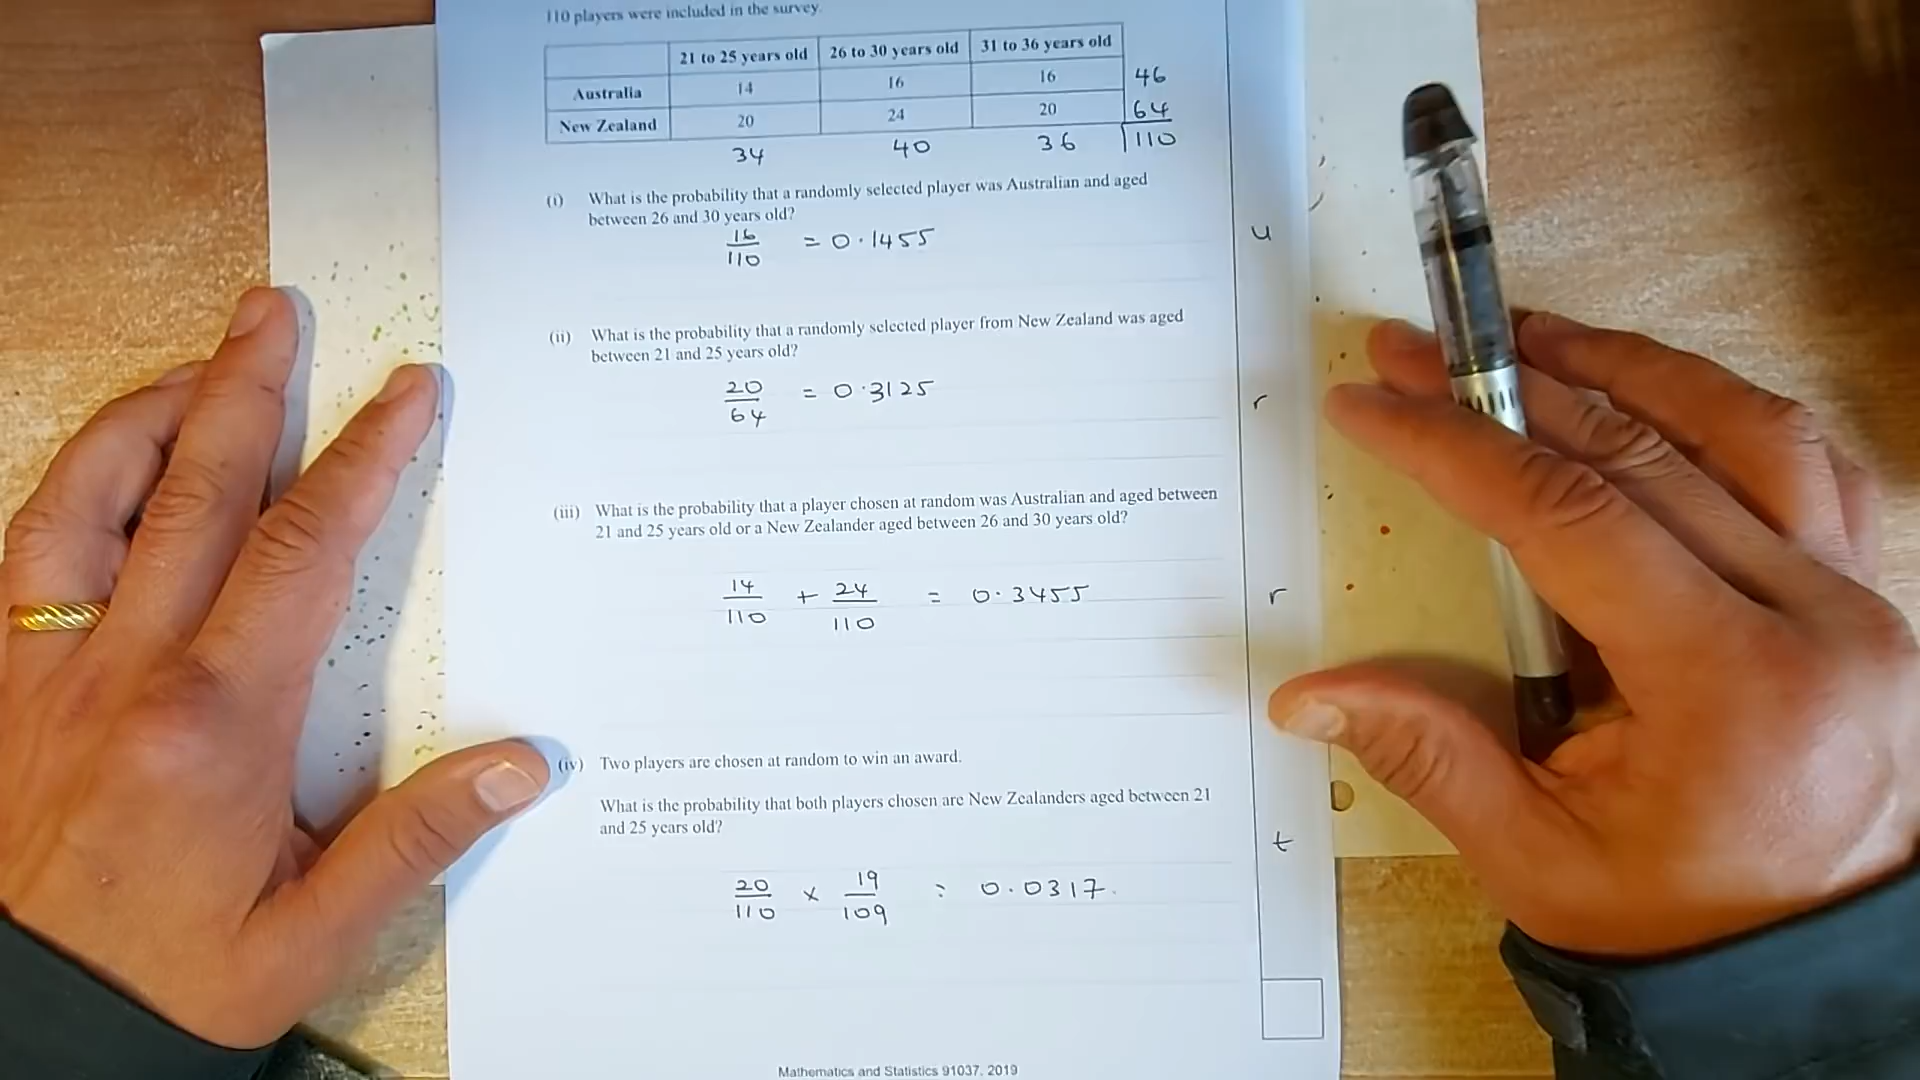 110 players were included in the survey.
21 to 25 years old 26 to 30 years old 31 to 36 years old
Australia 14 16 16 46
New Zealand 20 24 20 64
34 40 36 110
(i) What is the probability that a randomly selected player was Australian and aged
between 26 and 30 years old?
16/110 = 0.1455 u
(ii) What is the probability that a randomly selected player from New Zealand was aged
between 21 and 25 years old?
20/64 = 0.3125 r
(iii) What is the probability that a player chosen at random was Australian and aged between
21 and 25 years old or a New Zealander aged between 26 and 30 years old?
14/110 + 24/110 = 0.3455 r
(iv) Two players are chosen at random to win an award.
What is the probability that both players chosen are New Zealanders aged between 21
and 25 years old?
t
20/110 × 19/109 = 0.0317.
Mathematics and Statistics 91037, 2019